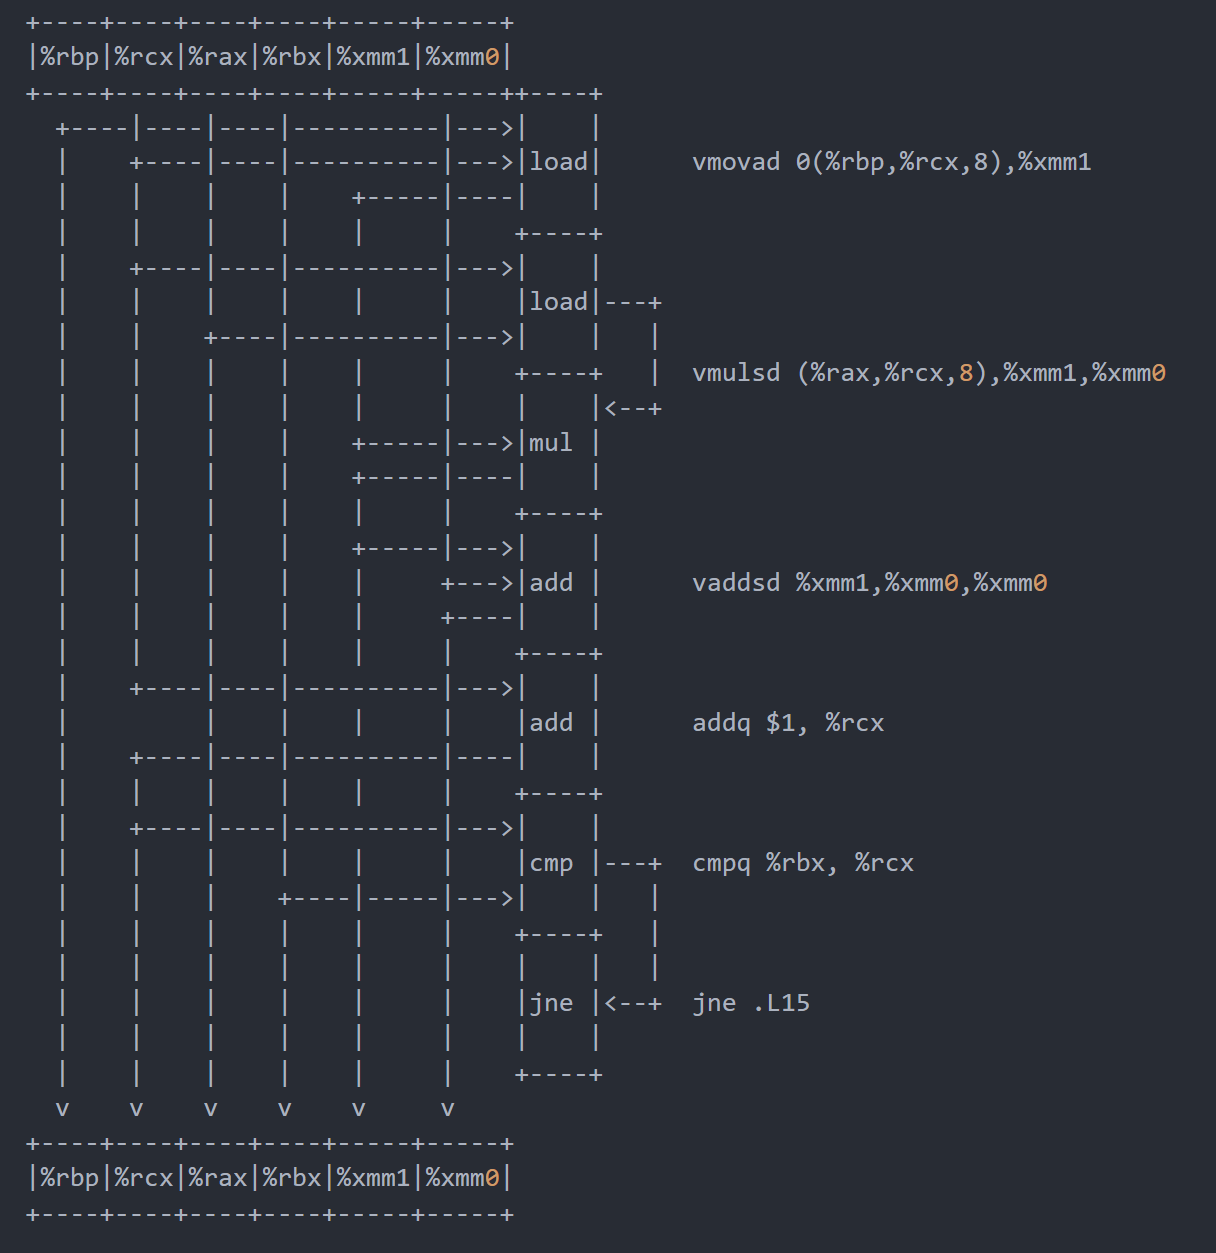 +----+----+----+----+-----+-----+
|%rbp|%rcx|%rax|%rbx|%xmm1|%xmm0|
+----+----+----+----+-----+-----++----+
  +----|----|----|----------|--->|    |
  |    +----|----|----------|--->|load|      vmovad 0(%rbp,%rcx,8),%xmm1
  |    |    |    |    +-----|----|    |
  |    |    |    |    |     |    +----+
  |    +----|----|----------|--->|    |
  |    |    |    |    |     |    |load|---+
  |    |    +----|----------|--->|    |   |
  |    |    |    |    |     |    +----+   |  vmulsd (%rax,%rcx,8),%xmm1,%xmm0
  |    |    |    |    |     |    |    |<--+
  |    |    |    |    +-----|--->|mul |
  |    |    |    |    +-----|----|    |
  |    |    |    |    |     |    +----+
  |    |    |    |    +-----|--->|    |
  |    |    |    |    |     +--->|add |      vaddsd %xmm1,%xmm0,%xmm0
  |    |    |    |    |     +----|    |
  |    |    |    |    |     |    +----+
  |    +----|----|----------|--->|    |
  |         |    |    |     |    |add |      addq $1, %rcx
  |    +----|----|----------|----|    |
  |    |    |    |    |     |    +----+
  |    +----|----|----------|--->|    |
  |    |    |    |    |     |    |cmp |---+  cmpq %rbx, %rcx
  |    |    |    +----|-----|--->|    |   |
  |    |    |    |    |     |    +----+   |
  |    |    |    |    |     |    |    |   |
  |    |    |    |    |     |    |jne |<--+  jne .L15
  |    |    |    |    |     |    |    |
  |    |    |    |    |     |    +----+
  v    v    v    v    v     v
+----+----+----+----+-----+-----+
|%rbp|%rcx|%rax|%rbx|%xmm1|%xmm0|
+----+----+----+----+-----+-----+